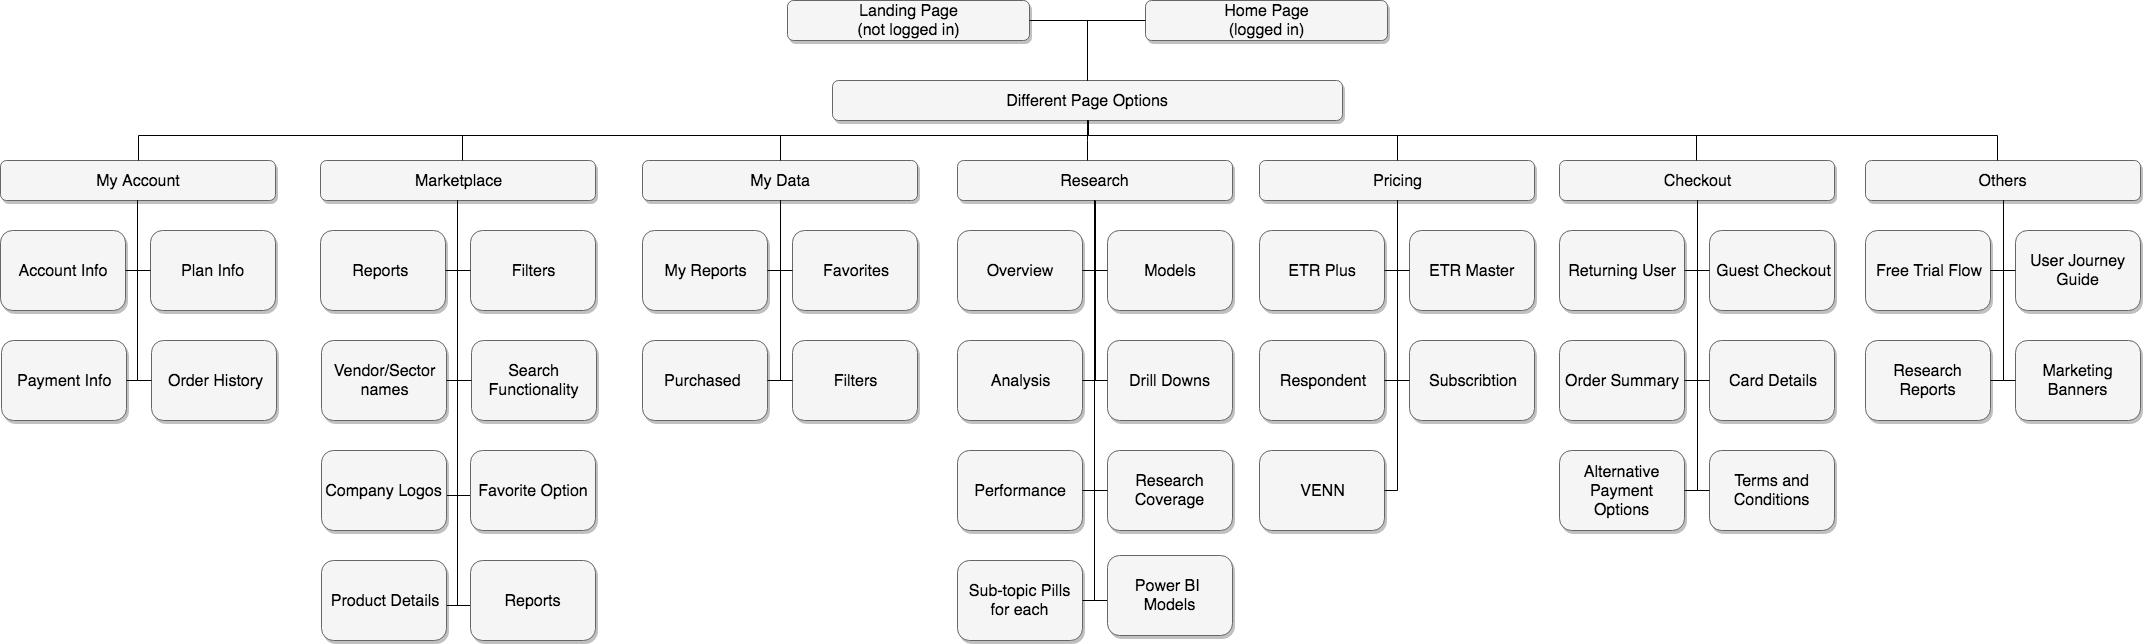 Landing Page
(not logged in)
Home Page
(logged in)
Different Page Options
My Account
Marketplace
My Data
Research
Pricing
Checkout
Others
Account Info
Plan Info
Reports
Filters
My Reports
Favorites
Overview
Models
ETR Plus
ETR Master
Returning User
Guest Checkout
Free Trial Flow
User Journey
Guide
Payment Info
Order History
Vendor/Sector
names
Search
Functionality
Purchased
Filters
Analysis
Drill Downs
Respondent
Subscribtion
Order Summary
Card Details
Research
Reports
Marketing
Banners
Company Logos
Favorite Option
Performance
Research
Coverage
VENN
Alternative
Payment
Options
Terms and
Conditions
Product Details
Reports
Sub-topic Pills
for each
Power BI
Models